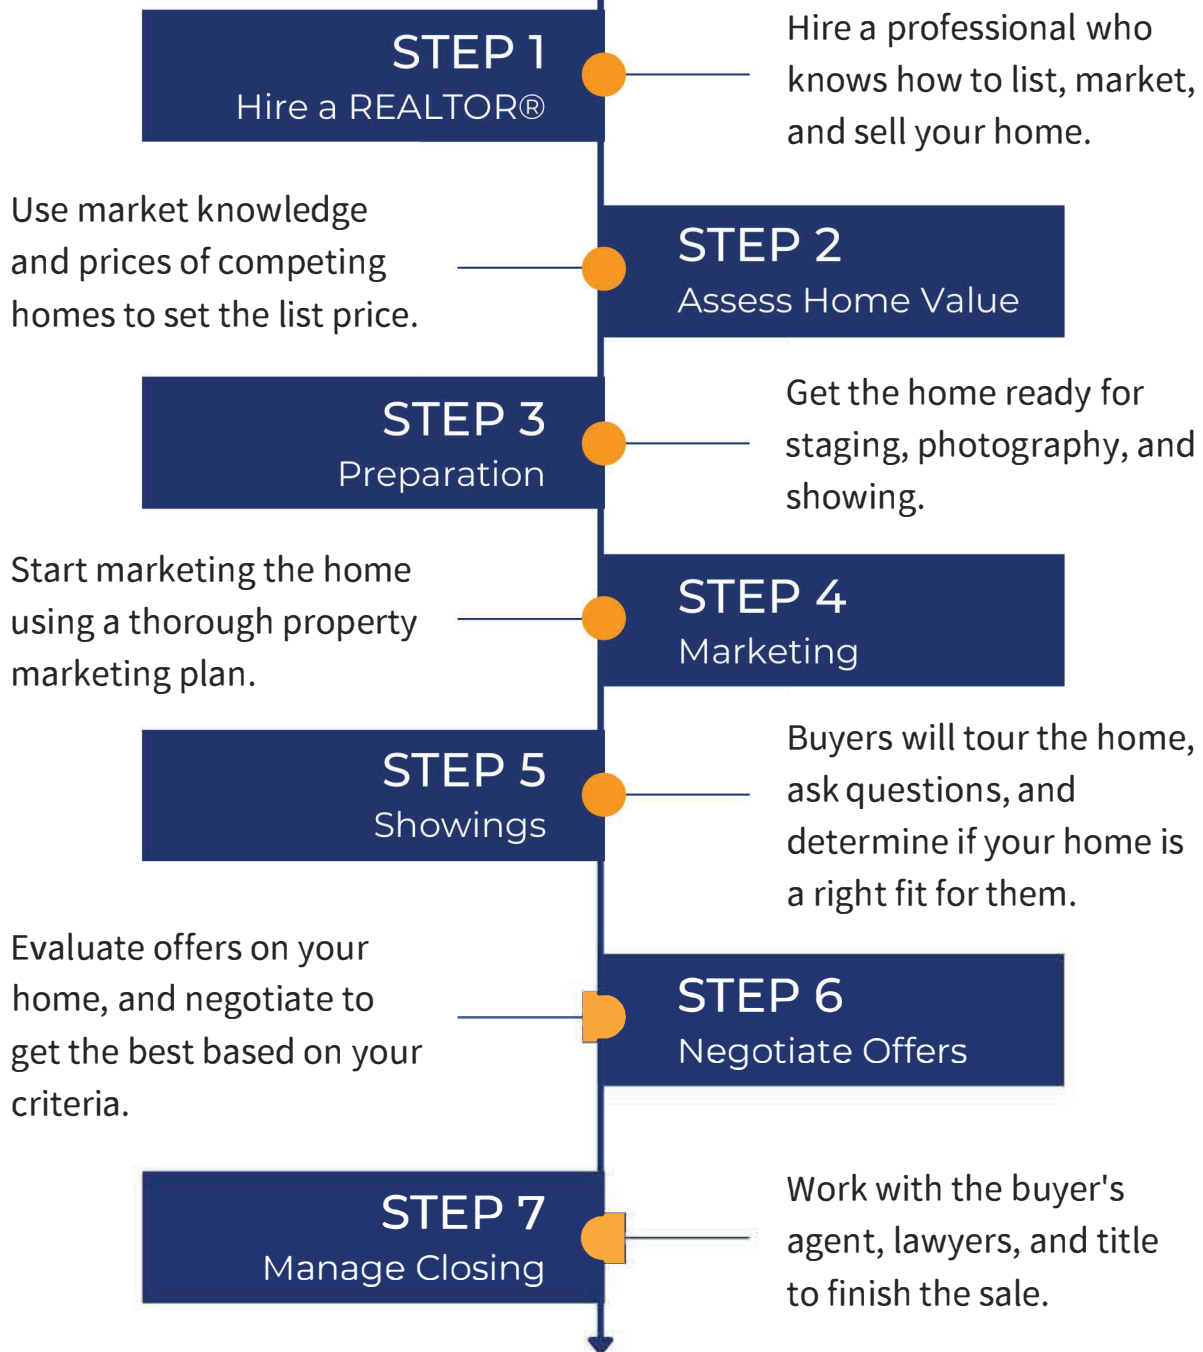 STEP 1
Hire a REALTOR®
Hire a professional who
knows how to list, market,
and sell your home.
Use market knowledge
and prices of competing
homes to set the list price.
STEP 2
Assess Home Value
STEP 3
Preparation
Get the home ready for
staging, photography, and
showing.
Start marketing the home
using a thorough property
marketing plan.
STEP 4
Marketing
STEP 5
Showings
Buyers will tour the home,
ask questions, and
determine if your home is
a right fit for them.
Evaluate offers on your
home, and negotiate to
get the best based on your
criteria.
STEP 6
Negotiate Offers
STEP 7
Manage Closing
Work with the buyer's
agent, lawyers, and title
to finish the sale.